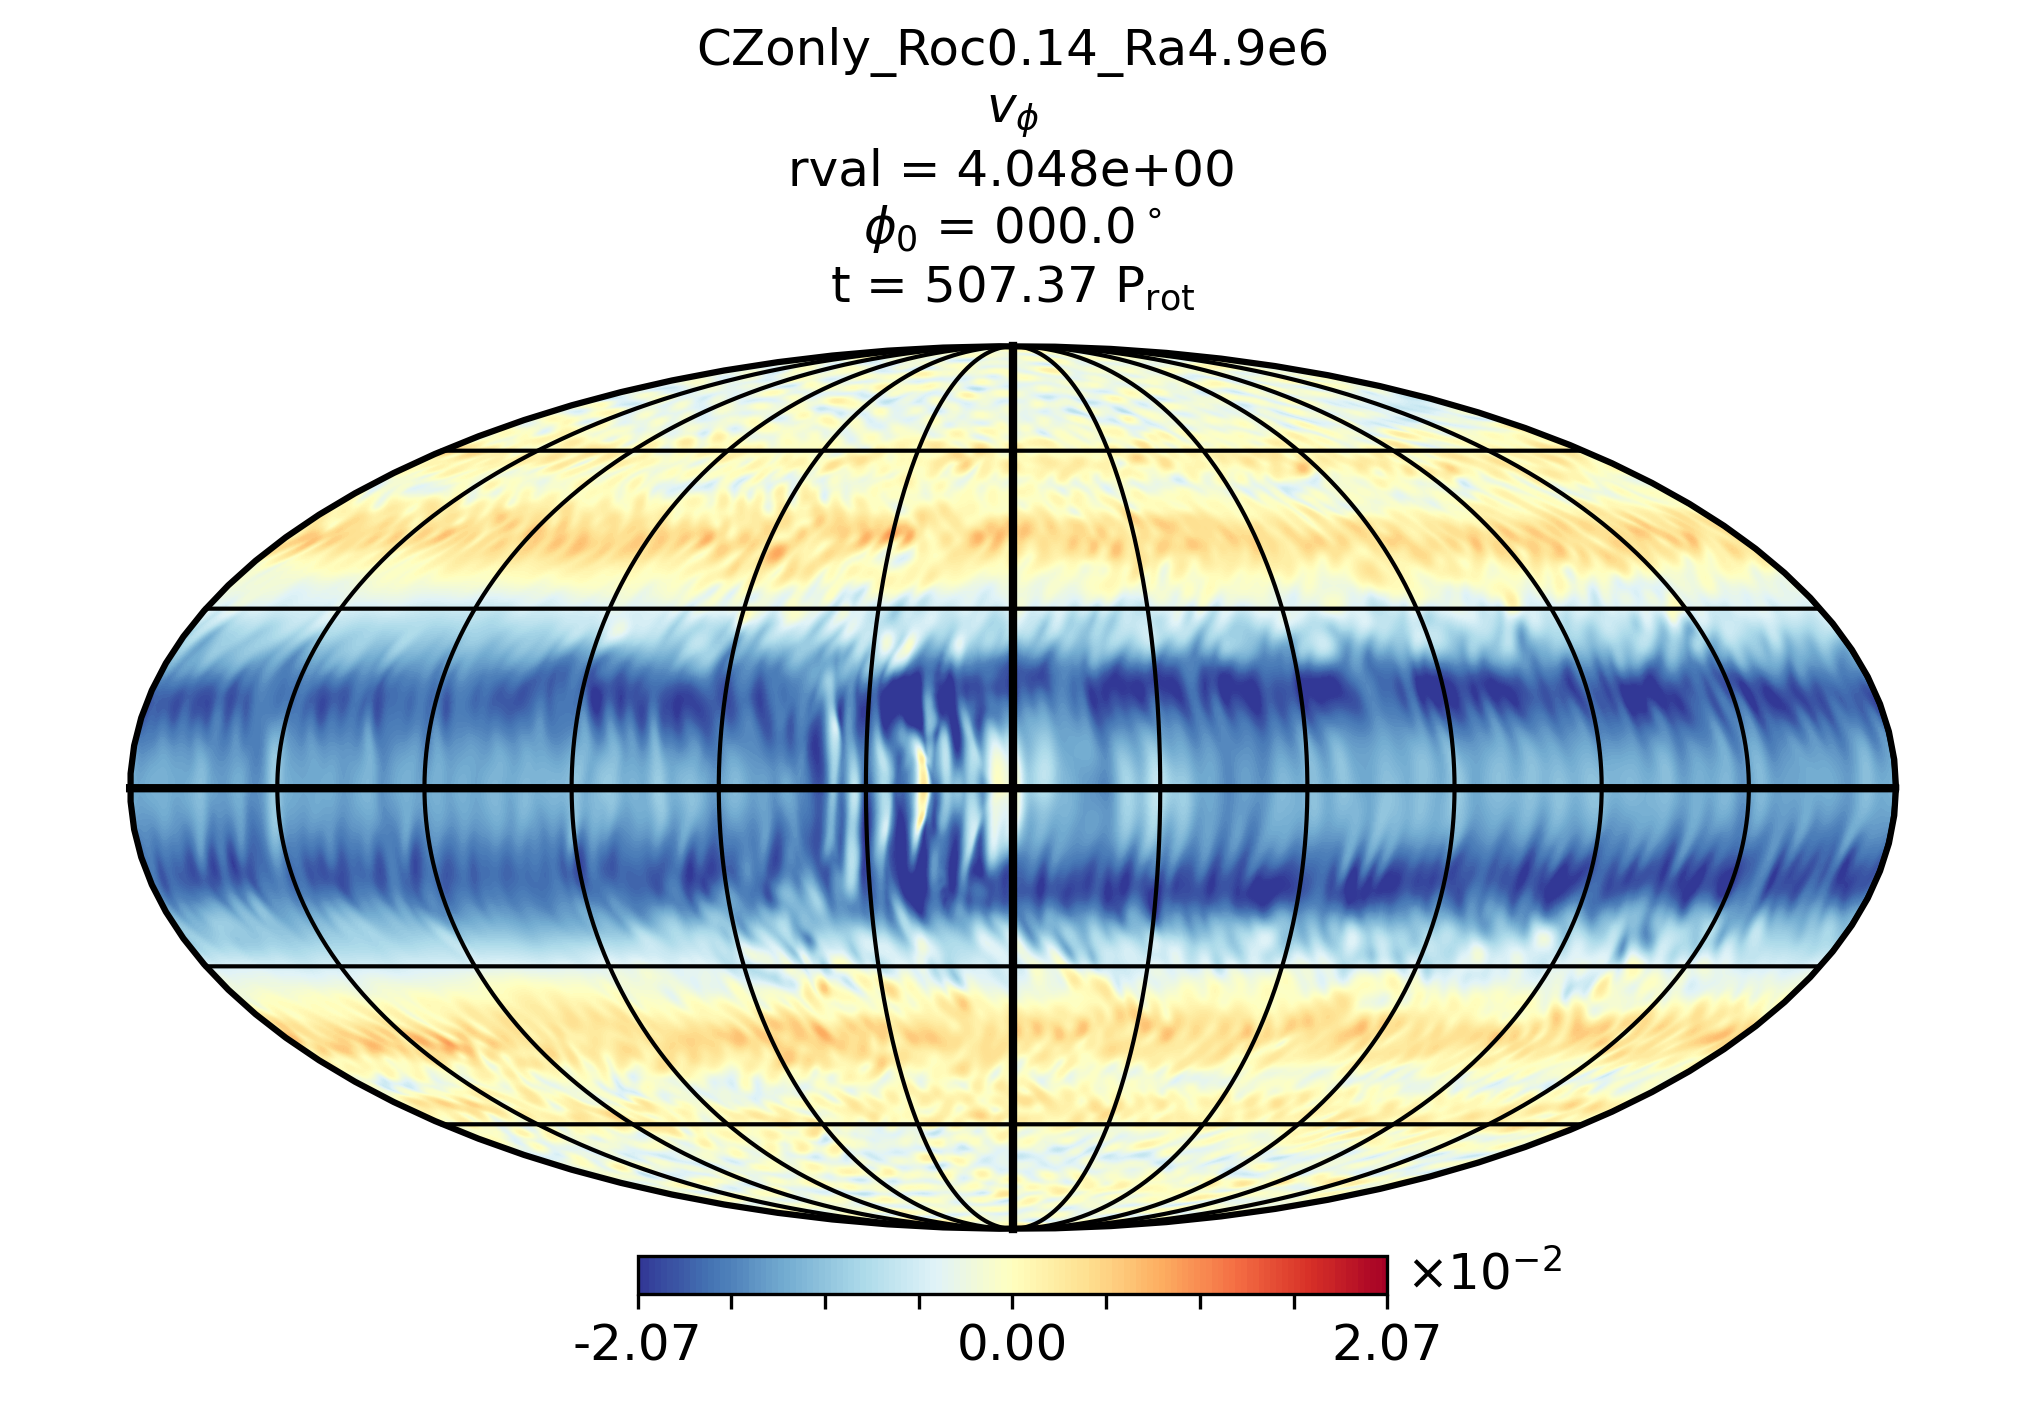 CZonly_Roc0.14_Ra4.9e6
v_ϕ
rval = 4.048e+00
ϕ₀ = 000.0°
t = 507.37 P_rot
×10⁻²
-2.07 0.00 2.07